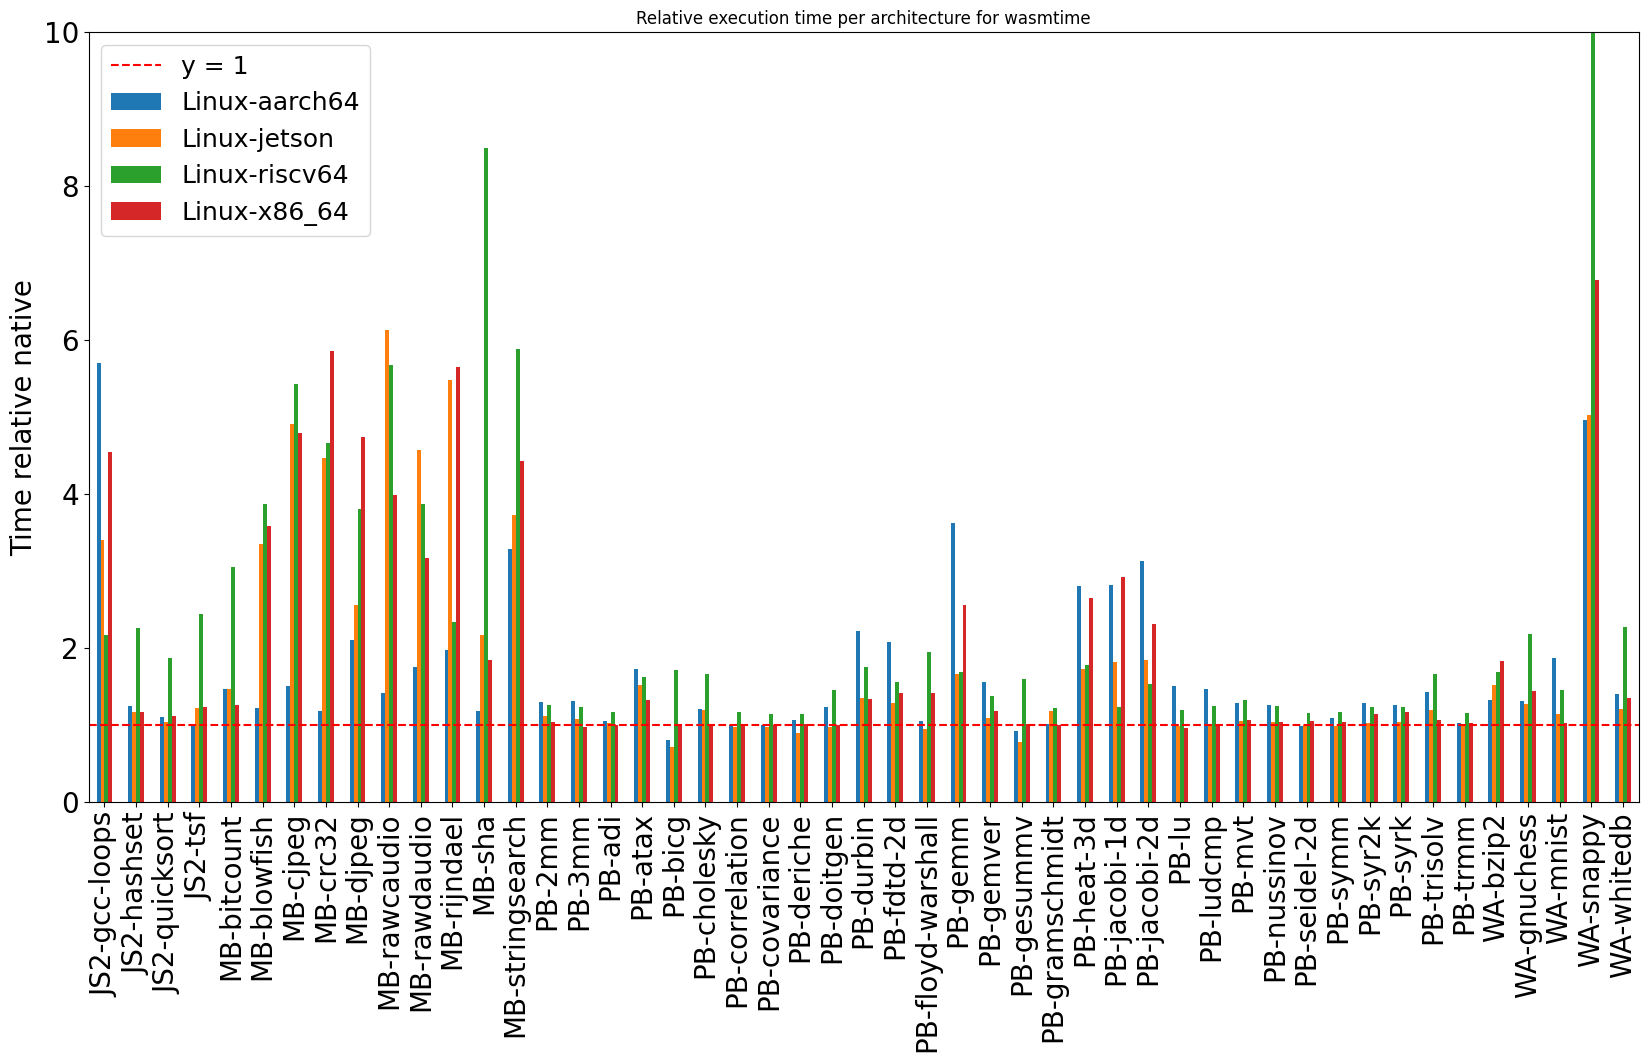 Relative execution time per architecture for wasmtime
10
8
6
4
2
0
Time relative native
y = 1
Linux-aarch64
Linux-jetson
Linux-riscv64
Linux-x86_64
JS2-gcc-loops
JS2-hashset
JS2-quicksort
JS2-tsf
MB-bitcount
MB-blowfish
MB-cjpeg
MB-crc32
MB-djpeg
MB-rawcaudio
MB-rawdaudio
MB-rijndael
MB-sha
MB-stringsearch
PB-2mm
PB-3mm
PB-adi
PB-atax
PB-bicg
PB-cholesky
PB-correlation
PB-covariance
PB-deriche
PB-doitgen
PB-durbin
PB-fdtd-2d
PB-floyd-warshall
PB-gemm
PB-gemver
PB-gesummv
PB-gramschmidt
PB-heat-3d
PB-jacobi-1d
PB-jacobi-2d
PB-lu
PB-ludcmp
PB-mvt
PB-nussinov
PB-seidel-2d
PB-symm
PB-syr2k
PB-syrk
PB-trisolv
PB-trmm
WA-bzip2
WA-gnuchess
WA-mnist
WA-snappy
WA-whitedb